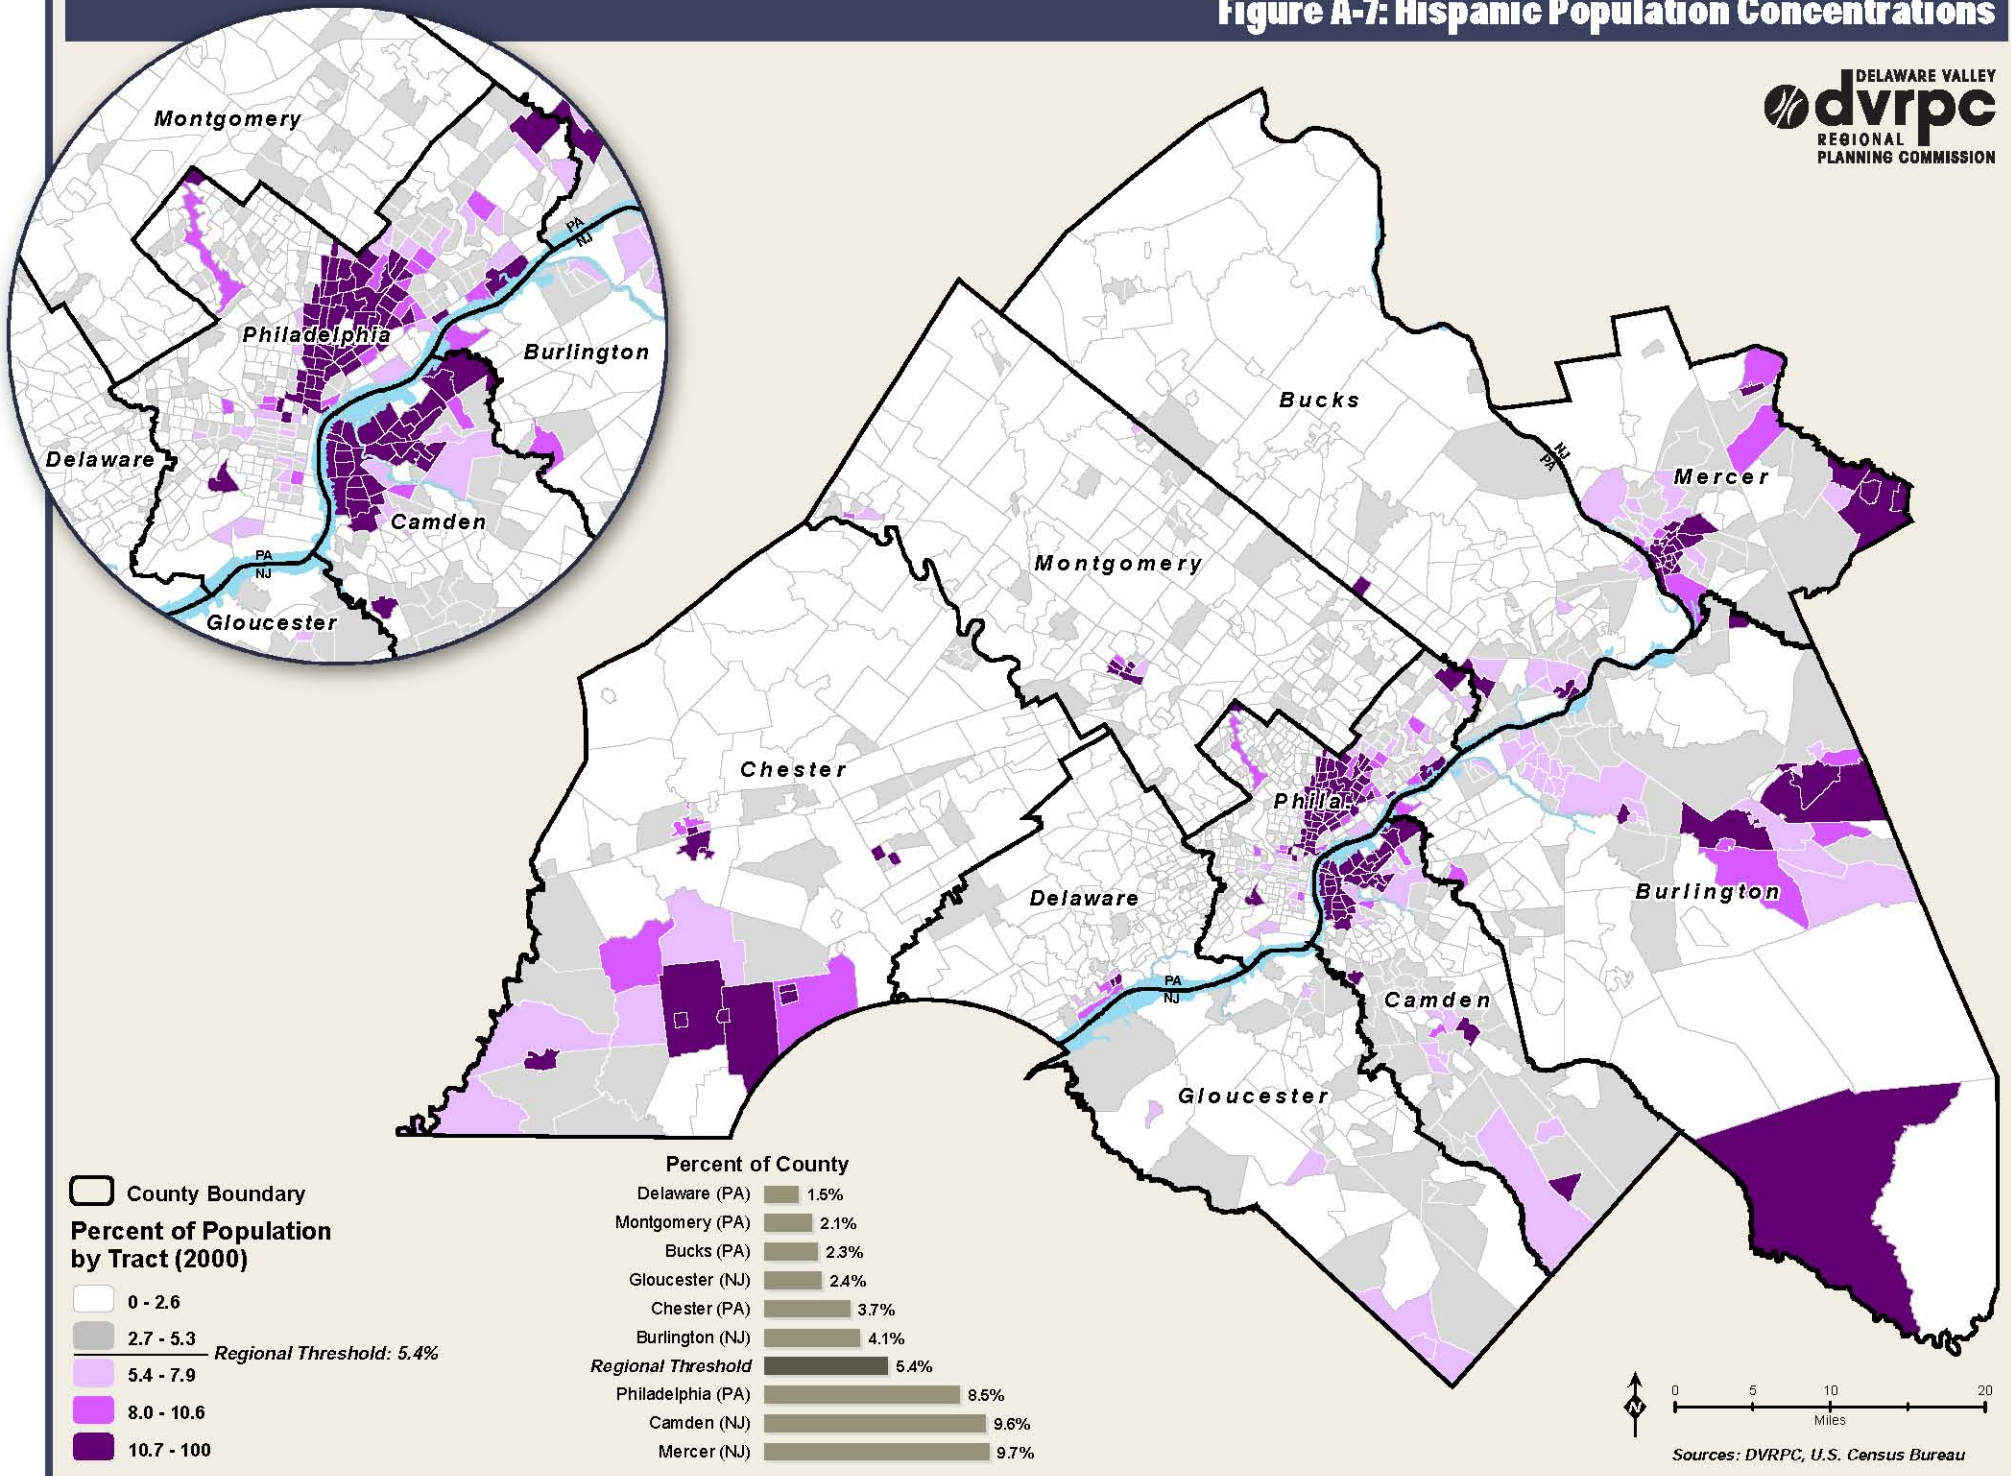 Figure A-7: Hispanic Population Concentrations
DELAWARE VALLEY
dvrpc
REGIONAL
PLANNING COMMISSION
Montgomery
PA
NJ
Philadelphia
Burlington
Delaware
Camden
PA
NJ
Gloucester
Bucks
NJ
PA
Mercer
Montgomery
Chester
Phila.
Delaware
Burlington
PA
NJ
Camden
Gloucester
County Boundary
Percent of Population
by Tract (2000)
0 - 2.6
2.7 - 5.3
Regional Threshold: 5.4%
5.4 - 7.9
8.0 - 10.6
10.7 - 100
Percent of County
Delaware (PA) 1.5%
Montgomery (PA) 2.1%
Bucks (PA) 2.3%
Gloucester (NJ) 2.4%
Chester (PA) 3.7%
Burlington (NJ) 4.1%
Regional Threshold 5.4%
Philadelphia (PA) 8.5%
Camden (NJ) 9.6%
Mercer (NJ) 9.7%
N
0 5 10 20
Miles
Sources: DVRPC, U.S. Census Bureau